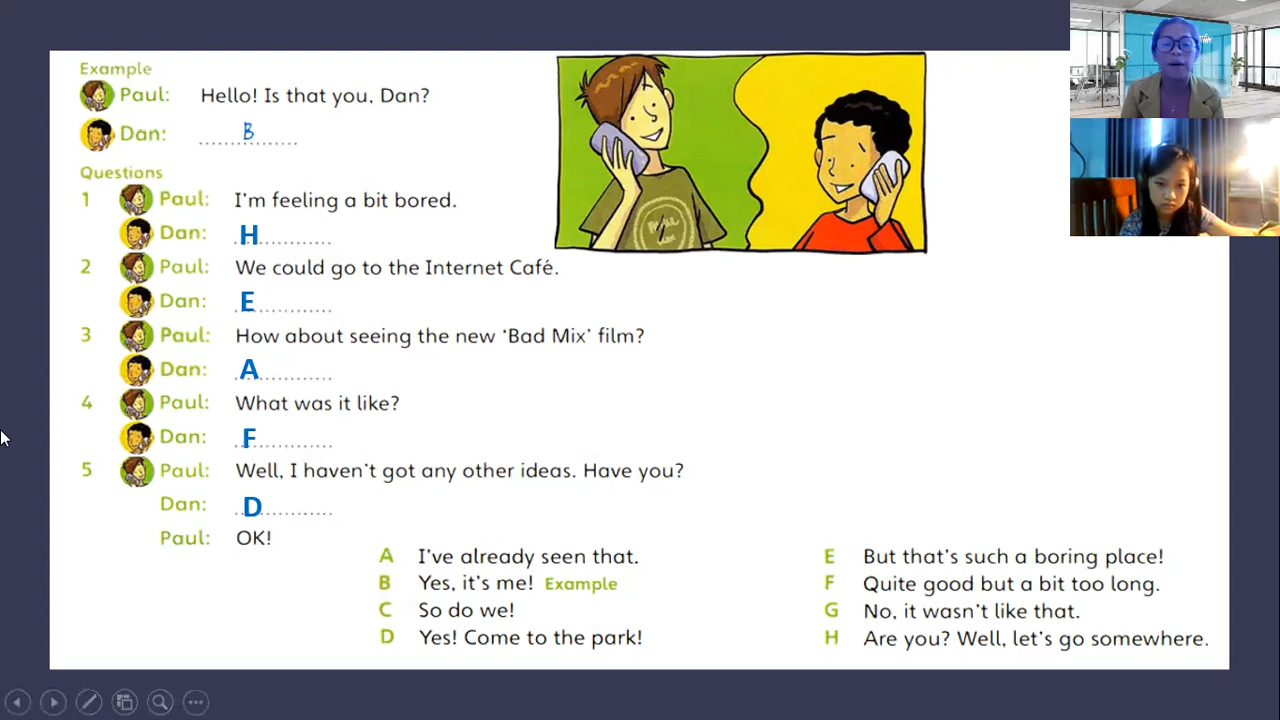 Example
Paul: Hello! Is that you, Dan?
Dan: B
Questions
1 Paul: I'm feeling a bit bored.
Dan: H
2 Paul: We could go to the Internet Café.
Dan: E
3 Paul: How about seeing the new ‘Bad Mix’ film?
Dan: A
4 Paul: What was it like?
Dan: F
5 Paul: Well, I haven't got any other ideas. Have you?
Dan: D
Paul: OK!
A I've already seen that.
B Yes, it's me! Example
C So do we!
D Yes! Come to the park!
E But that's such a boring place!
F Quite good but a bit too long.
G No, it wasn't like that.
H Are you? Well, let's go somewhere.